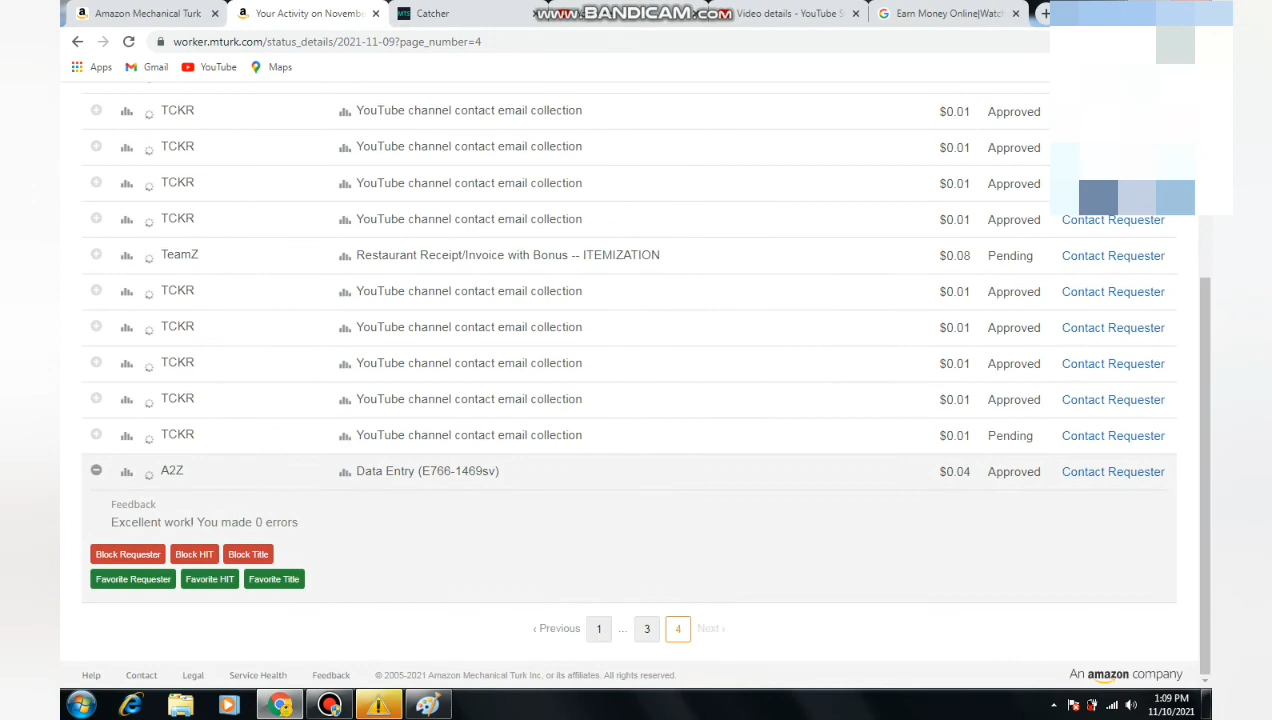 Amazon Mechanical Turk
Your Activity on Novembe
MTS Catcher
www.BANDICAM.com
Video details - YouTube S
Earn Money Online|Watch
worker.mturk.com/status_details/2021-11-09?page_number=4
Apps Gmail YouTube Maps
TCKR YouTube channel contact email collection $0.01 Approved
TCKR YouTube channel contact email collection $0.01 Approved
TCKR YouTube channel contact email collection $0.01 Approved
TCKR YouTube channel contact email collection $0.01 Approved Contact Requester
TeamZ Restaurant Receipt/Invoice with Bonus -- ITEMIZATION $0.08 Pending Contact Requester
TCKR YouTube channel contact email collection $0.01 Approved Contact Requester
TCKR YouTube channel contact email collection $0.01 Approved Contact Requester
TCKR YouTube channel contact email collection $0.01 Approved Contact Requester
TCKR YouTube channel contact email collection $0.01 Approved Contact Requester
TCKR YouTube channel contact email collection $0.01 Pending Contact Requester
A2Z Data Entry (E766-1469sv) $0.04 Approved Contact Requester
Feedback
Excellent work! You made 0 errors
Block Requester Block HIT Block Title
Favorite Requester Favorite HIT Favorite Title
‹ Previous 1 ... 3 4 Next ›
Help Contact Legal Service Health Feedback © 2005-2021 Amazon Mechanical Turk Inc, or its affiliates. All rights reserved. An amazon company
1:09 PM
11/10/2021